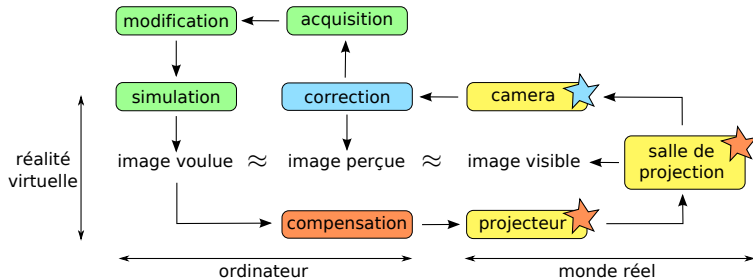 modification acquisition
simulation correction camera
réalité
virtuelle
image voulue ≈ image perçue ≈ image visible
salle de
projection
compensation projecteur
ordinateur monde réel